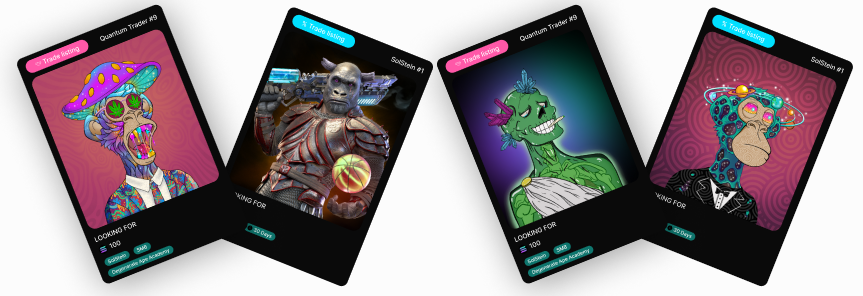 Trade listing
Quantum Trader #9
LOOKING FOR
100
SolStein
SMB
Degenerate Ape Academy
Trade listing
SolStein #1
KING FOR
30 Days
Trade listing
Quantum Trader #9
LOOKING FOR
100
SolStein
SMB
Degenerate Ape Academy
Trade listing
SolStein #1
KING FOR
30 Days